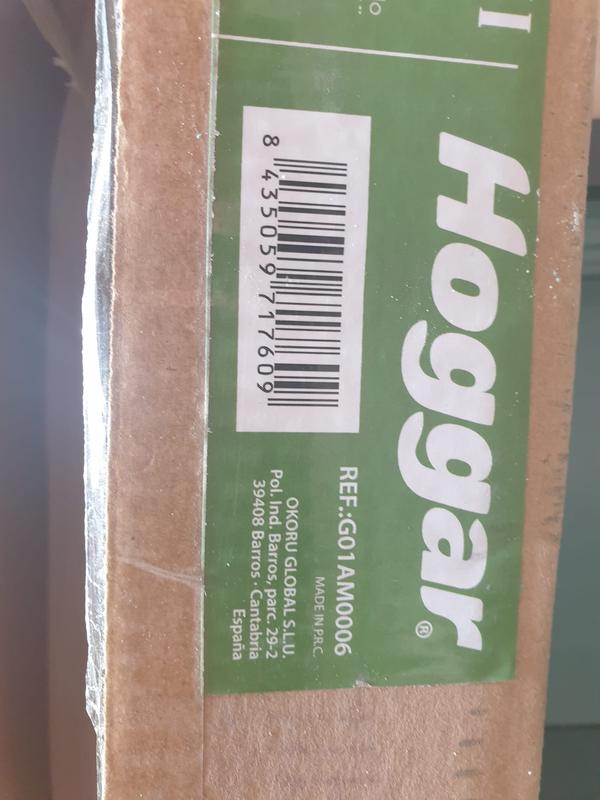 Hoggar®
8 435059 717609
REF.:G01AM0006
MADE IN P.R.C.
OKORU GLOBAL S.L.U.
Pol. Ind. Barros, parc. 29-2
39408 Barros · Cantabria
España